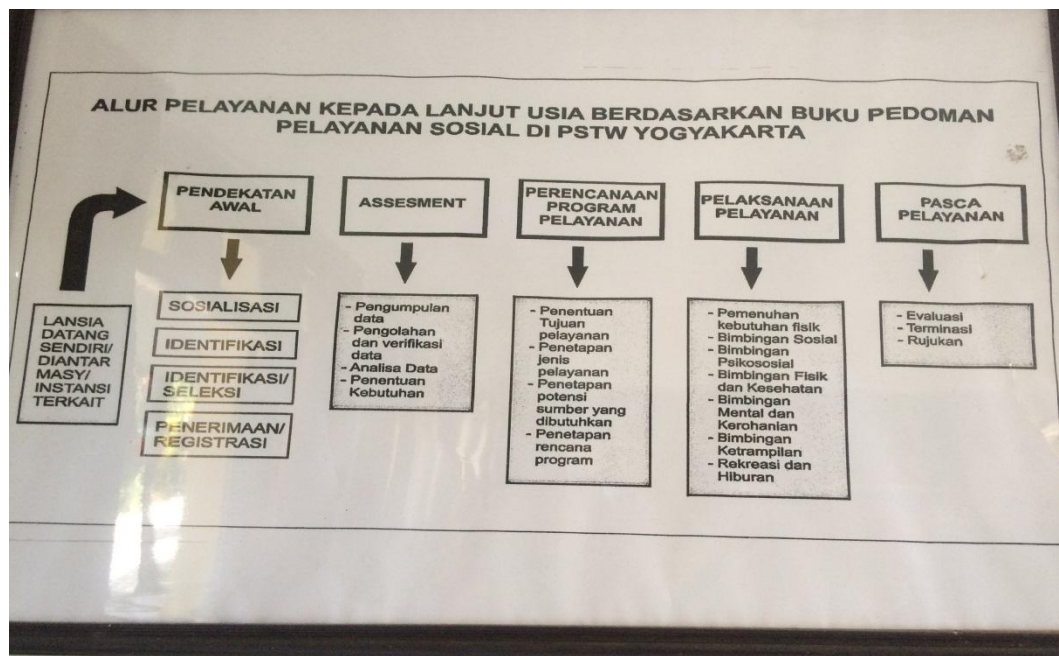 ALUR PELAYANAN KEPADA LANJUT USIA BERDASARKAN BUKU PEDOMAN
PELAYANAN SOSIAL DI PSTW YOGYAKARTA
LANSIA
DATANG
SENDIRI/
DIANTAR
MASY/
INSTANSI
TERKAIT
PENDEKATAN
AWAL
SOSIALISASI
IDENTIFIKASI
IDENTIFIKASI/
SELEKSI
PENERIMAAN/
REGISTRASI
ASSESMENT
- Pengumpulan
data
- Pengolahan
dan verifikasi
data
- Analisa Data
- Penentuan
Kebutuhan
PERENCANAAN
PROGRAM
PELAYANAN
- Penentuan
Tujuan
pelayanan
- Penetapan
jenis
pelayanan
- Penetapan
potensi
sumber yang
dibutuhkan
- Penetapan
rencana
program
PELAKSANAAN
PELAYANAN
- Pemenuhan
kebutuhan fisik
- Bimbingan Sosial
- Bimbingan
Psikososial
- Bimbingan Fisik
dan Kesehatan
- Bimbingan
Mental dan
Kerohanian
- Bimbingan
Ketrampilan
- Rekreasi dan
Hiburan
PASCA
PELAYANAN
- Evaluasi
- Terminasi
- Rujukan